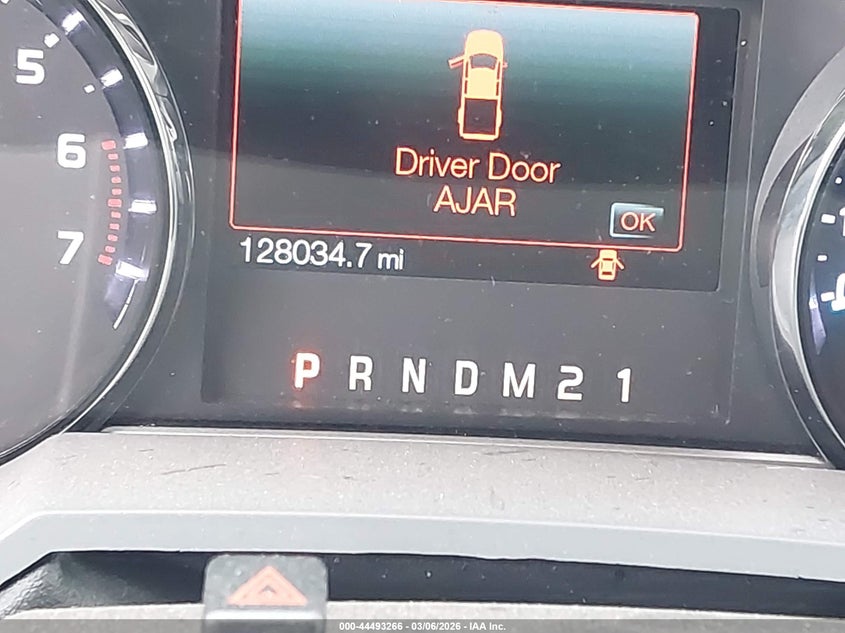 5
6
7
Driver Door
AJAR
OK
128034.7 mi
P R N D M 2 1
000-44493266 - 03/06/2026 - IAA Inc.